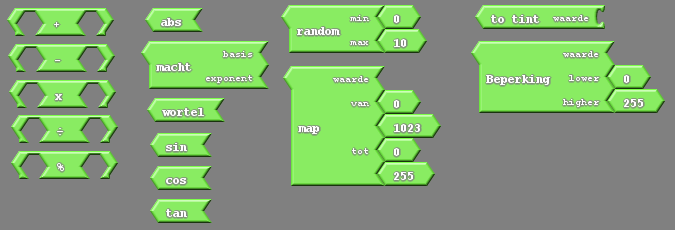 +
-
x
÷
%
abs
macht basis
exponent
wortel
sin
cos
tan
random min 0
max 10
map waarde
van 0
1023
tot 0
255
to tint waarde
Beperking waarde
lower 0
higher 255